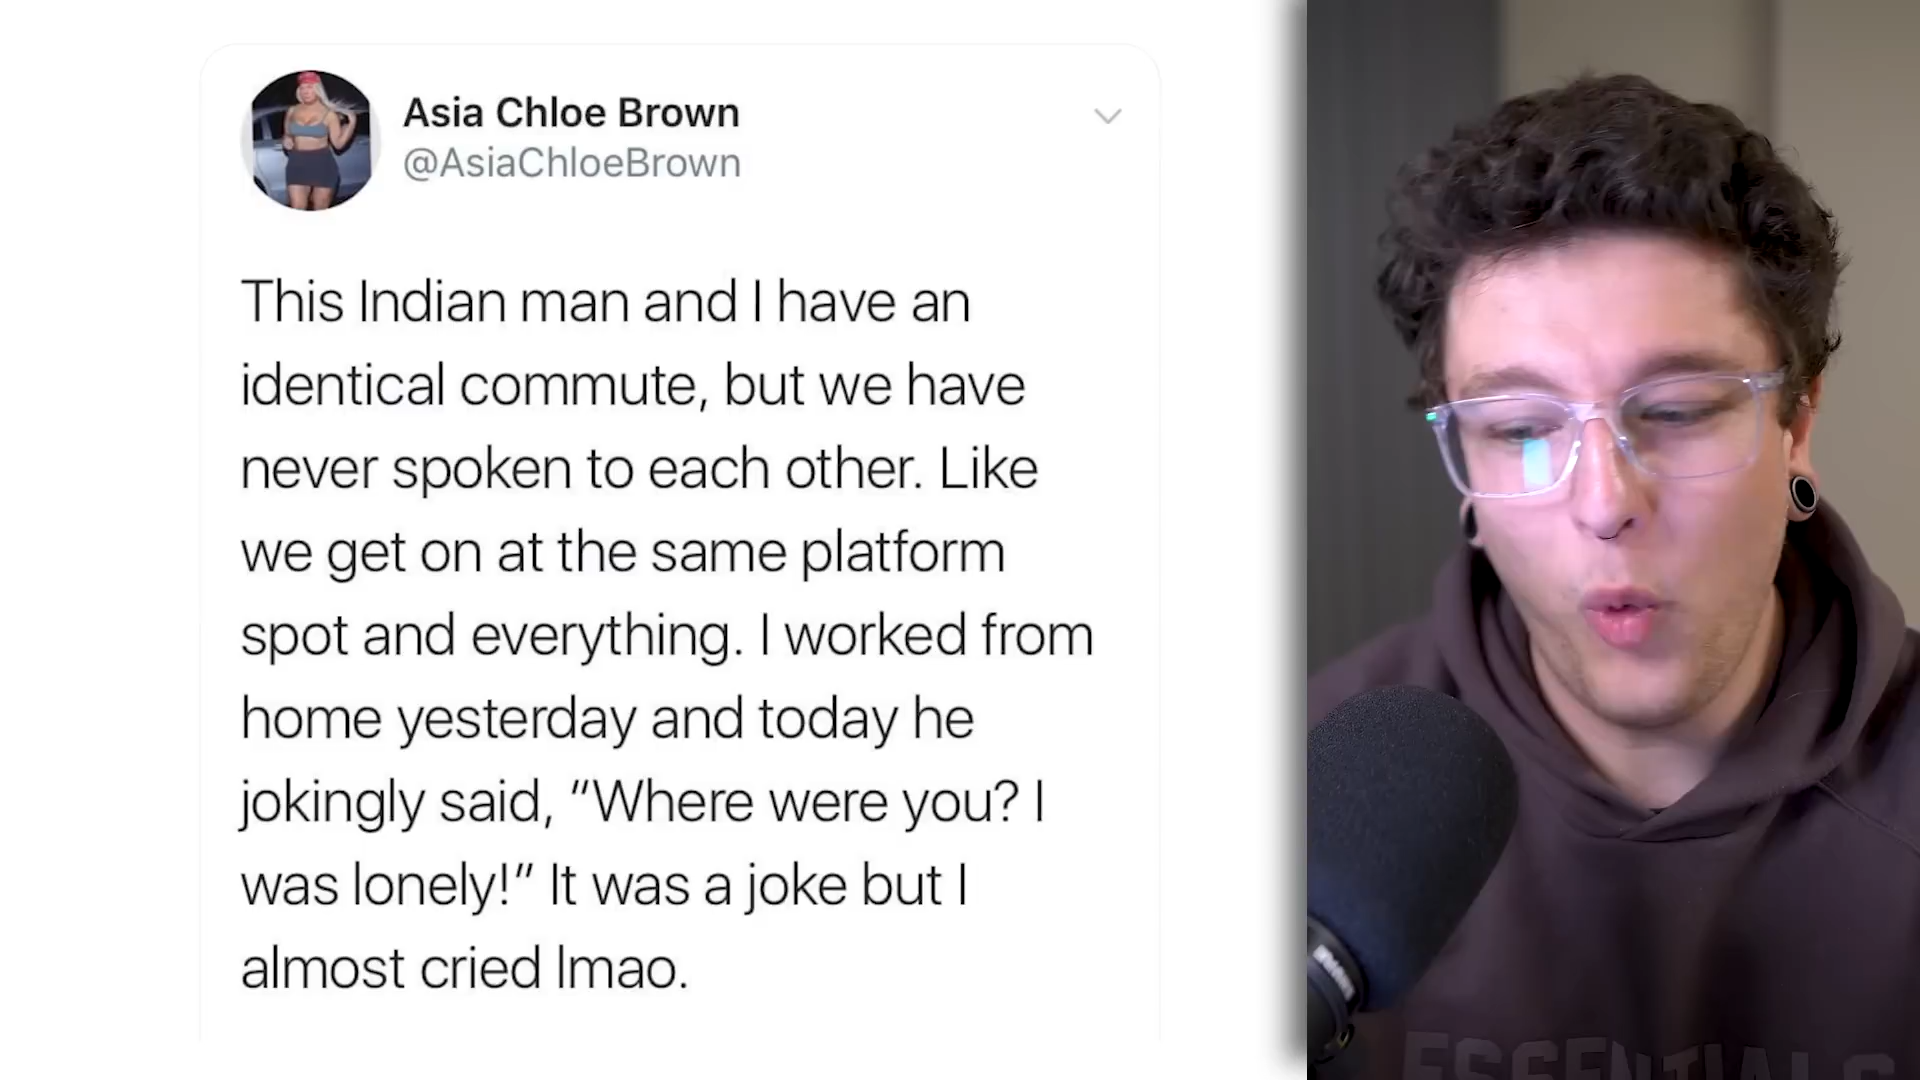 Asia Chloe Brown
@AsiaChloeBrown
This Indian man and I have an
identical commute, but we have
never spoken to each other. Like
we get on at the same platform
spot and everything. I worked from
home yesterday and today he
jokingly said, “Where were you? I
was lonely!” It was a joke but I
almost cried lmao.
ESSENTIALS